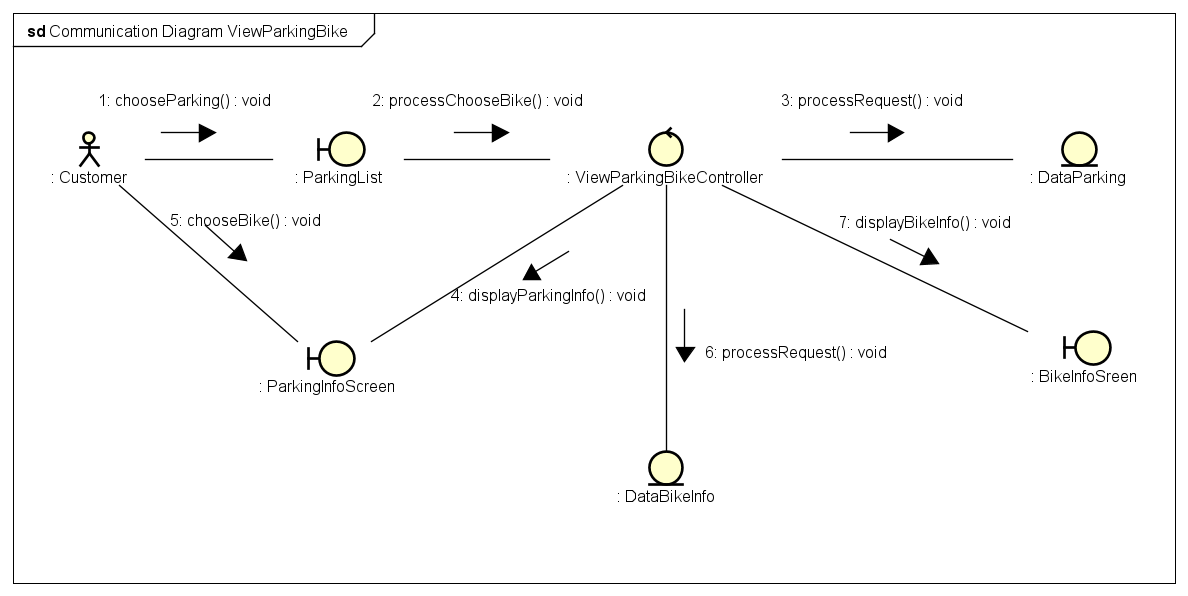 sd Communication Diagram ViewParkingBike
1: chooseParking() : void
2: processChooseBike() : void
3: processRequest() : void
: Customer
: ParkingList
: ViewParkingBikeController
: DataParking
5: chooseBike() : void
7: displayBikeInfo() : void
4: displayParkingInfo() : void
6: processRequest() : void
: ParkingInfoScreen
: BikeInfoSreen
: DataBikeInfo